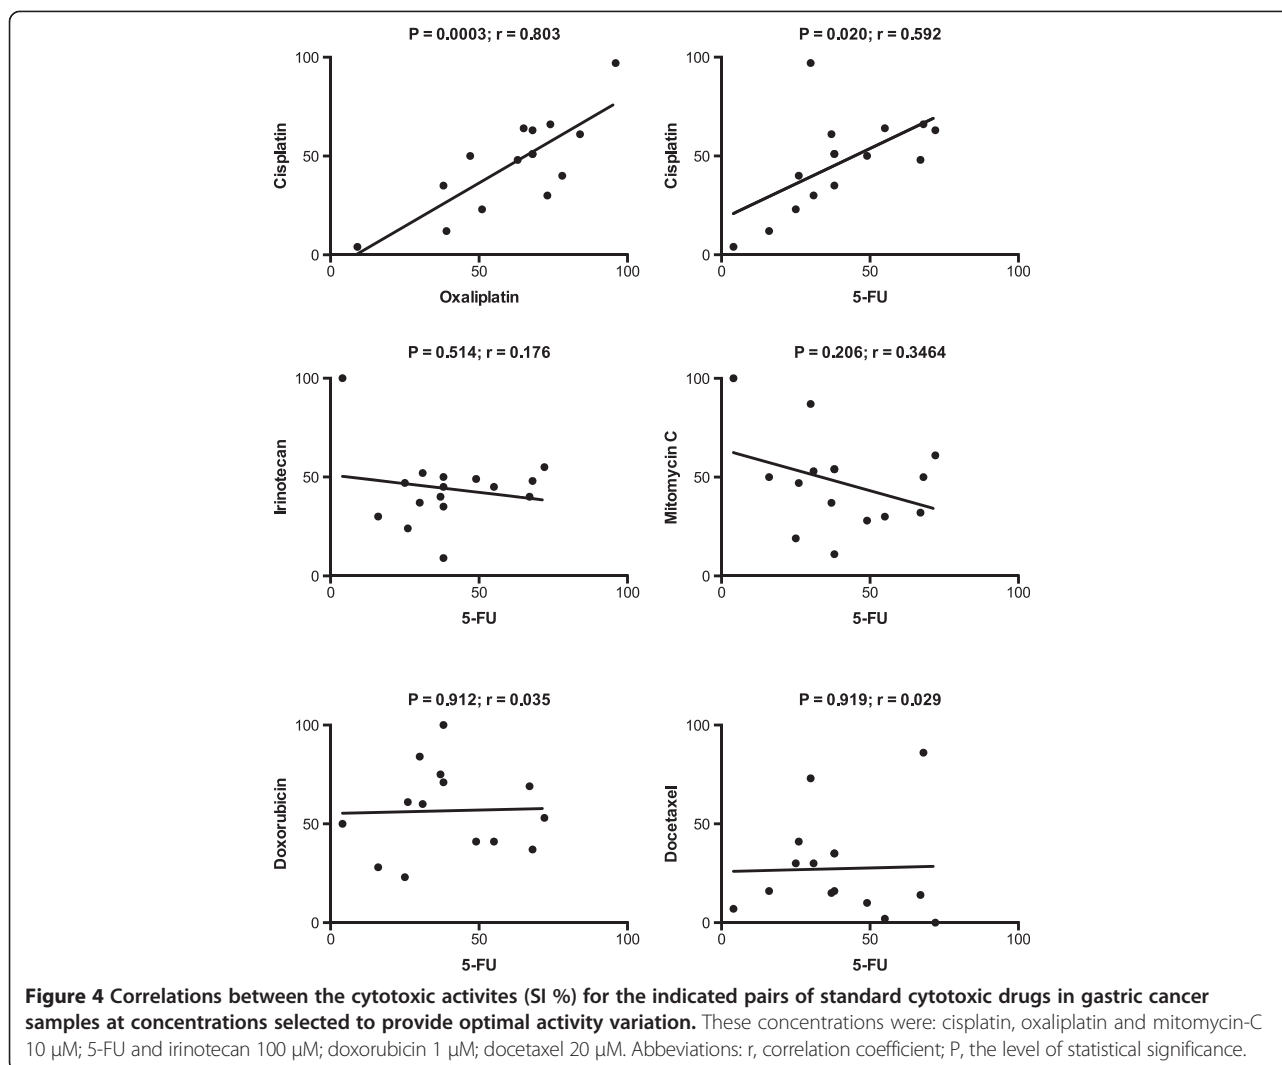 P = 0.0003; r = 0.803
P = 0.020; r = 0.592
100
50
0
Cisplatin
0
50
100
Oxaliplatin
100
50
0
Cisplatin
0
50
100
5-FU
P = 0.514; r = 0.176
P = 0.206; r = 0.3464
100
50
0
Irinotecan
0
50
100
5-FU
100
50
0
Mitomycin C
0
50
100
5-FU
P = 0.912; r = 0.035
P = 0.919; r = 0.029
100
50
0
Doxorubicin
0
50
100
5-FU
100
50
0
Docetaxel
0
50
100
5-FU
Figure 4 Correlations between the cytotoxic activites (SI %) for the indicated pairs of standard cytotoxic drugs in gastric cancer
samples at concentrations selected to provide optimal activity variation. These concentrations were: cisplatin, oxaliplatin and mitomycin-C
10 μM; 5-FU and irinotecan 100 μM; doxorubicin 1 μM; docetaxel 20 μM. Abbeviations: r, correlation coefficient; P, the level of statistical significance.